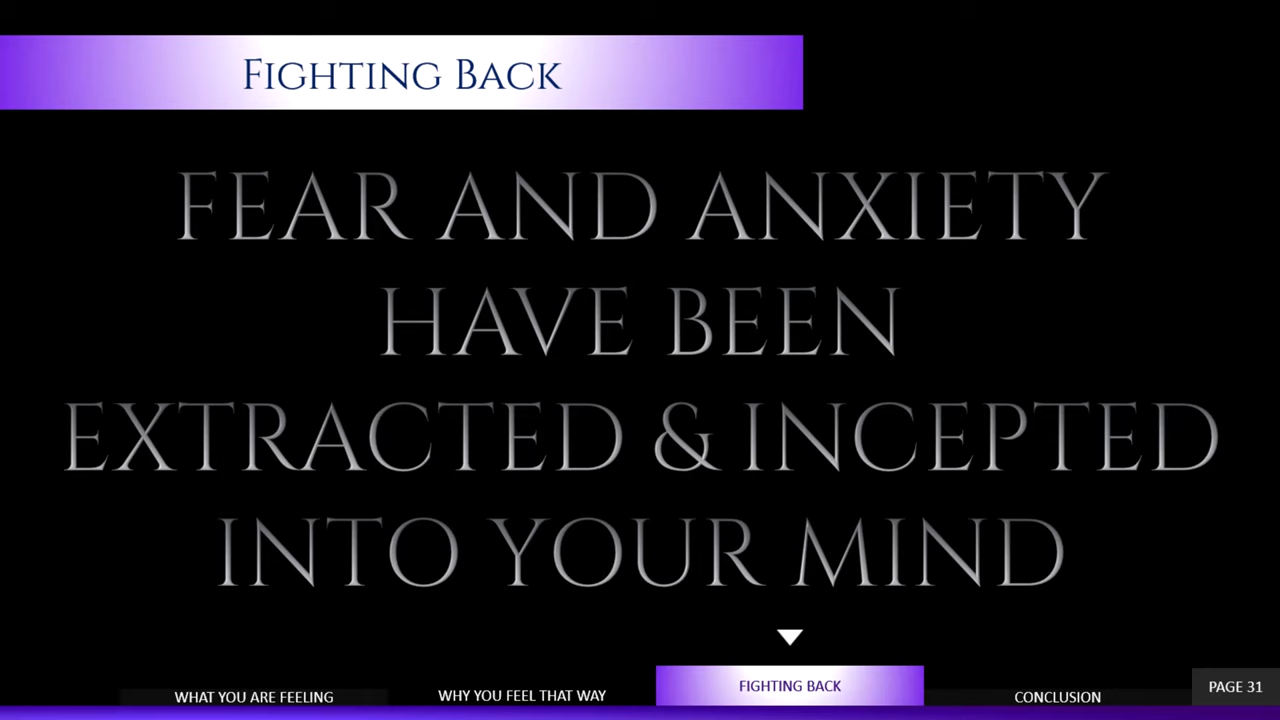 Fighting Back
FEAR AND ANXIETY
HAVE BEEN
EXTRACTED & INCEPTED
INTO YOUR MIND
WHAT YOU ARE FEELING
WHY YOU FEEL THAT WAY
FIGHTING BACK
CONCLUSION
PAGE 31